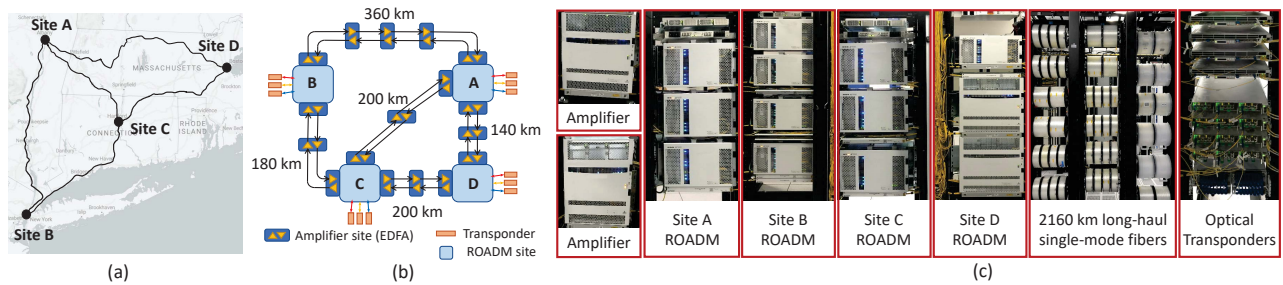 Site A
Site D
MASSACHUSETTS
Site C
CONNECTICUT
RHODE
ISLAND
Site B
(a)
360 km
B
A
200 km
140 km
180 km
C
D
200 km
Amplifier site (EDFA)
Transponder
ROADM site
(b)
Amplifier
Amplifier
Site A
ROADM
Site B
ROADM
Site C
ROADM
Site D
ROADM
2160 km long-haul
single-mode fibers
Optical
Transponders
(c)